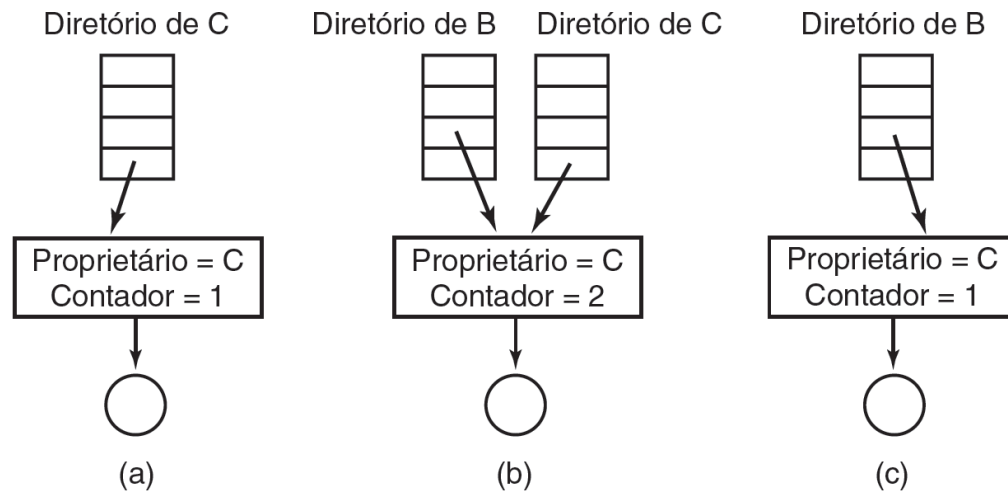 Diretório de C
Diretório de B
Diretório de C
Diretório de B
Proprietário = C
Contador = 1
Proprietário = C
Contador = 2
Proprietário = C
Contador = 1
(a)
(b)
(c)